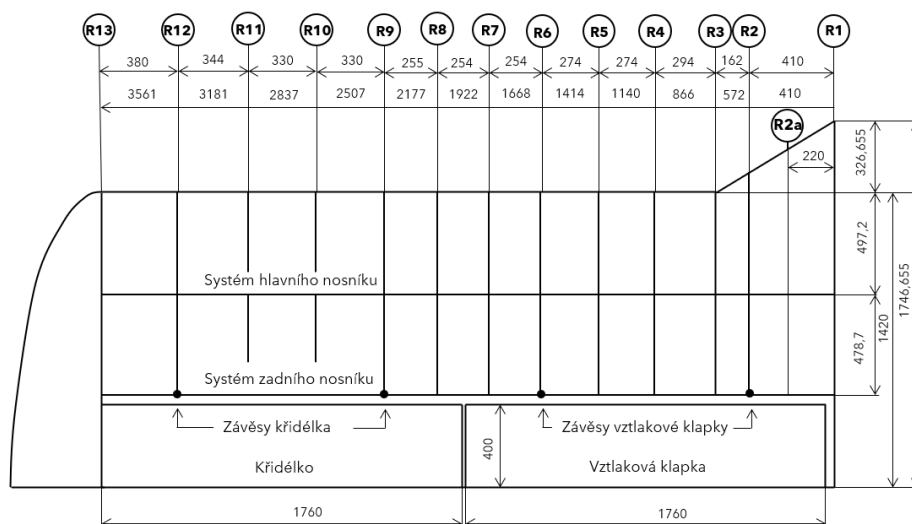 R13 R12 R11 R10 R9 R8 R7 R6 R5 R4 R3 R2 R1
380 344 330 330 255 254 254 274 274 294 162 410
3561 3181 2837 2507 2177 1922 1668 1414 1140 866 572 410
R2a
220
326,655
497,2
Systém hlavního nosníku
1746,655
1420
478,7
Systém zadního nosníku
Závěsy křidélka
Závěsy vztlakové klapky
400
Křidélko
Vztlaková klapka
1760
1760